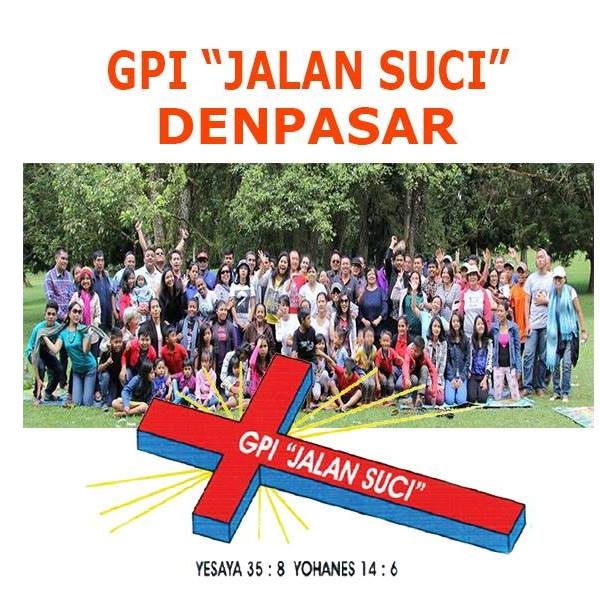 GPI “JALAN SUCI”
DENPASAR
GPI “JALAN SUCI”
YESAYA 35 : 8 YOHANES 14 : 6